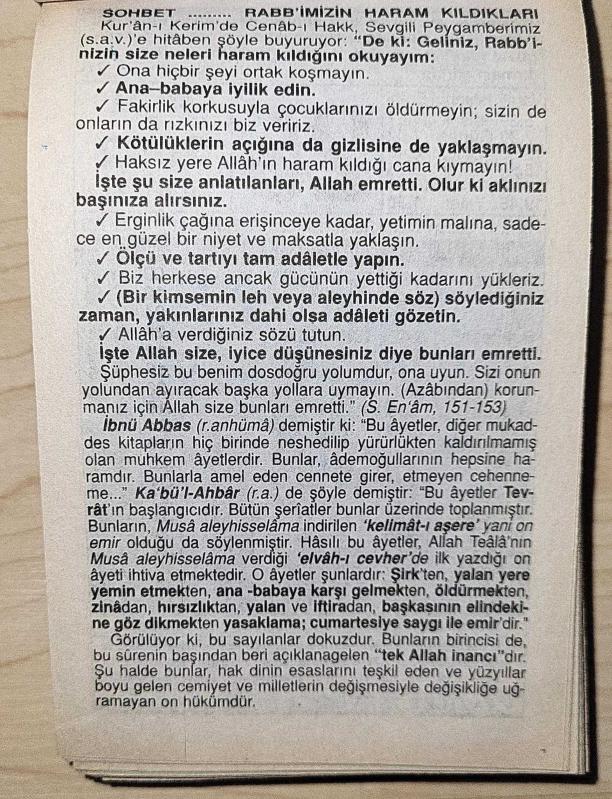 SOHBET ......... RABB'İMİZİN HARAM KILDIKLARI
Kur'ân-ı Kerim'de Cenâb-ı Hakk, Sevgili Peygamberimiz
(s.a.v.)'e hitâben şöyle buyuruyor: "De ki: Geliniz, Rabb'i-
nizin size neleri haram kıldığını okuyayım:
✓ Ona hiçbir şeyi ortak koşmayın.
✓ Ana–babaya iyilik edin.
✓ Fakirlik korkusuyla çocuklarınızı öldürmeyin; sizin de
onların da rızkınızı biz veririz.
✓ Kötülüklerin açığına da gizlisine de yaklaşmayın.
✓ Haksız yere Allâh'ın haram kıldığı cana kıymayın!
İşte şu size anlatılanları, Allah emretti. Olur ki aklınızı
başınıza alırsınız.
✓ Erginlik çağına erişinceye kadar, yetimin malına, sade-
ce en güzel bir niyet ve maksatla yaklaşın.
✓ Ölçü ve tartıyı tam adâletle yapın.
✓ Biz herkese ancak gücünün yettiği kadarını yükleriz.
✓ (Bir kimsemin leh veya aleyhinde söz) söylediğiniz
zaman, yakınlarınız dahi olsa adâleti gözetin.
✓ Allâh'a verdiğiniz sözü tutun.
İşte Allah size, iyice düşünesiniz diye bunları emretti.
Şüphesiz bu benim dosdoğru yolumdur, ona uyun. Sizi onun
yolundan ayıracak başka yollara uymayın. (Azâbından) korun-
manız için Allah size bunları emretti." (S. En'âm, 151-153)
İbnü Abbas (r.anhümâ) demiştir ki: "Bu âyetler, diğer mukad-
des kitapların hiç birinde neshedilip yürürlükten kaldırılmamış
olan muhkem âyetlerdir. Bunlar, âdemoğullarının hepsine ha-
ramdır. Bunlarla amel eden cennete girer, etmeyen cehenne-
me..." Ka'bü'l-Ahbâr (r.a.) de şöyle demiştir: "Bu âyetler Tev-
rât'ın başlangıcıdır. Bütün şerîatler bunlar üzerinde toplanmıştır.
Bunların, Musâ aleyhisselâma indirilen 'kelimât-ı aşere' yani on
emir olduğu da söylenmiştir. Hâsılı bu âyetler, Allah Teâlâ'nın
Musâ aleyhisselâma verdiği 'elvâh-ı cevher'de ilk yazdığı on
âyeti ihtiva etmektedir. O âyetler şunlardır: Şirk'ten, yalan yere
yemin etmekten, ana -babaya karşı gelmekten, öldürmekten,
zinâdan, hırsızlıktan, yalan ve iftiradan, başkasının elindeki-
ne göz dikmekten yasaklama; cumartesiye saygı ile emir'dir."
Görülüyor ki, bu sayılanlar dokuzdur. Bunların birincisi de,
bu sûrenin başından beri açıklanagelen "tek Allah inancı"dır.
Şu halde bunlar, hak dinin esaslarını teşkil eden ve yüzyıllar
boyu gelen cemiyet ve milletlerin değişmesiyle değişikliğe uğ-
ramayan on hükümdür.